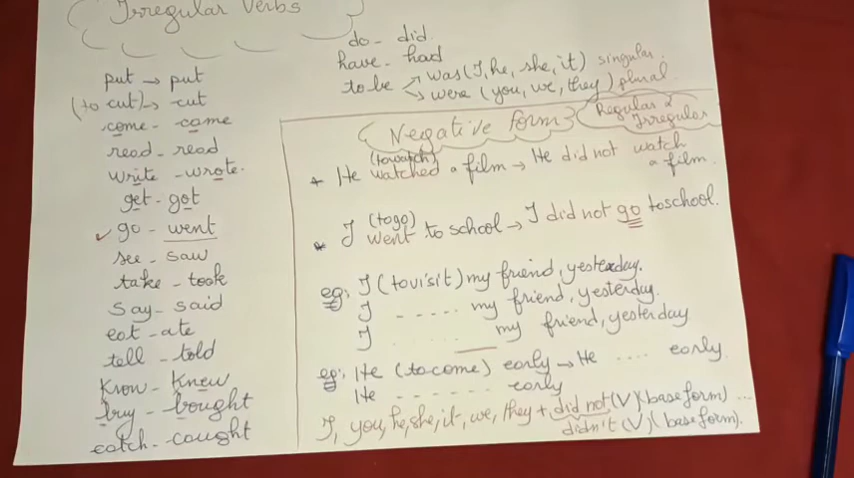 Irregular Verbs
put → put
(to cut) → cut
come - came
read - read
write - wrote.
get - got
go - went
see - saw
take - took
say - said
eat - ate
tell - told
know - knew
buy - bought
catch - caught
do - did.
have - had
to be
was (I, he, she, it) singular.
were (you, we, they) plural.
Negative form:
Regular & Irregular
(to watch)
* He watched a film → He did not watch a film.
(to go)
* I went to school → I did not go to school.
eg: I (to visit) my friend, yesterday.
I ..... my friend, yesterday.
I ..... my friend, yesterday
eg: He (to come) early → He .... early.
He ....... early
I, you, he, she, it, we, they + did not (V) (base form) ...
didn't (V) (base form).